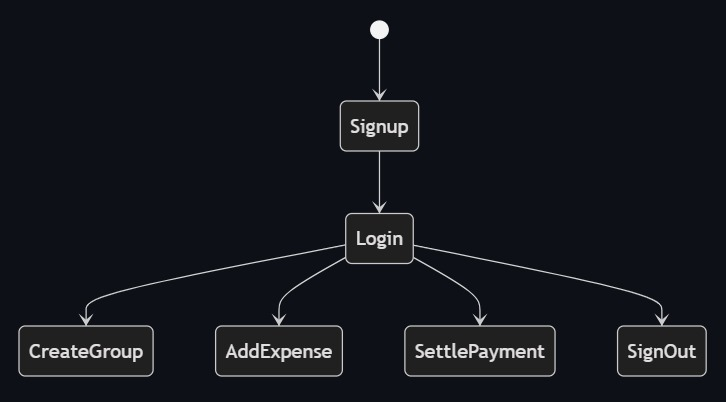 Signup
Login
CreateGroup
AddExpense
SettlePayment
SignOut